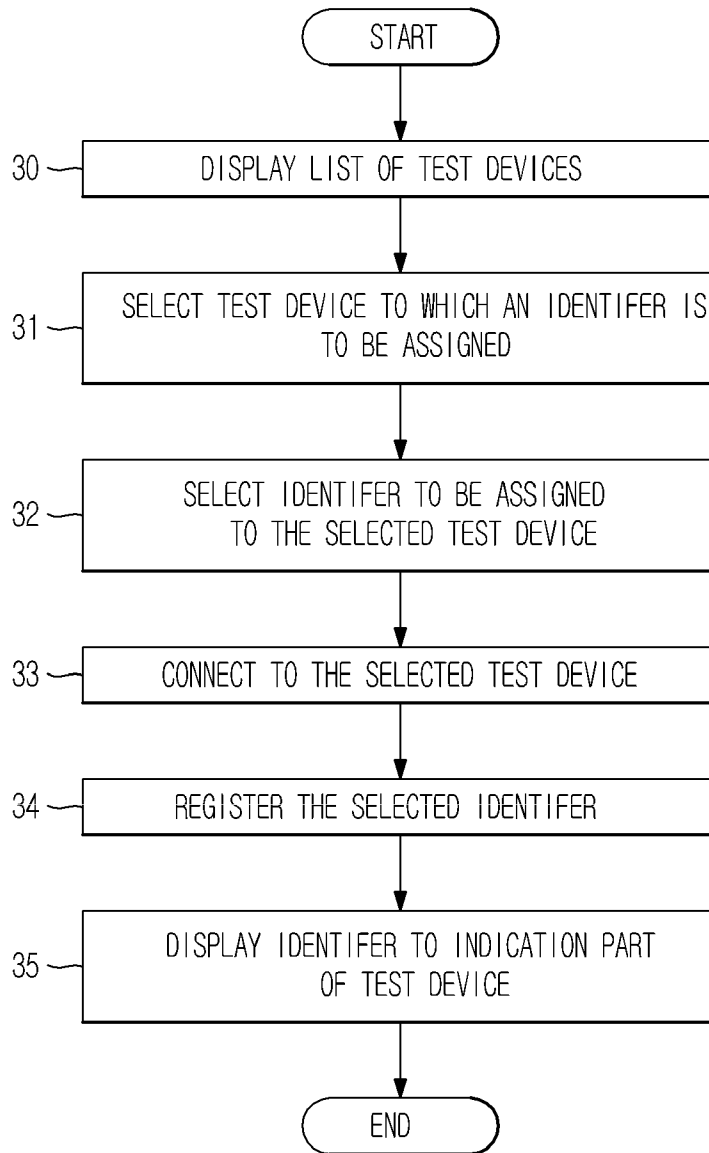 START
30
DISPLAY LIST OF TEST DEVICES
31
SELECT TEST DEVICE TO WHICH AN IDENTIFER IS
TO BE ASSIGNED
32
SELECT IDENTIFER TO BE ASSIGNED
TO THE SELECTED TEST DEVICE
33
CONNECT TO THE SELECTED TEST DEVICE
34
REGISTER THE SELECTED IDENTIFER
35
DISPLAY IDENTIFER TO INDICATION PART
OF TEST DEVICE
END